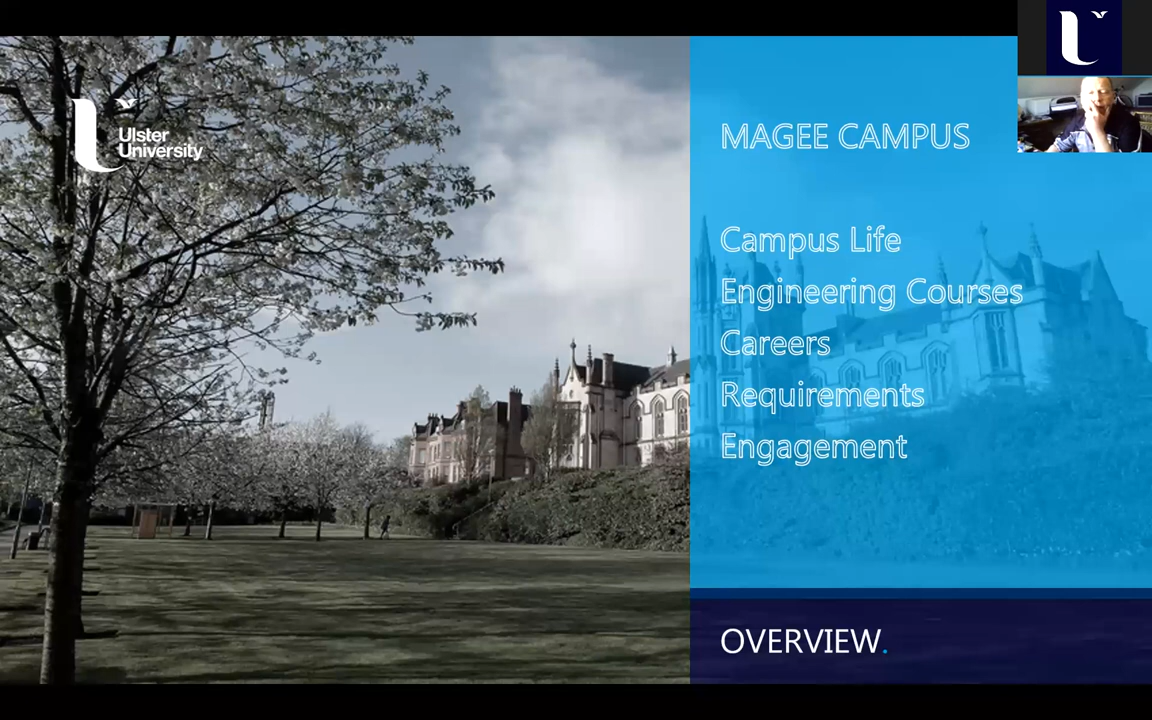 Ulster
University
MAGEE CAMPUS
Campus Life
Engineering Courses
Careers
Requirements
Engagement
OVERVIEW.